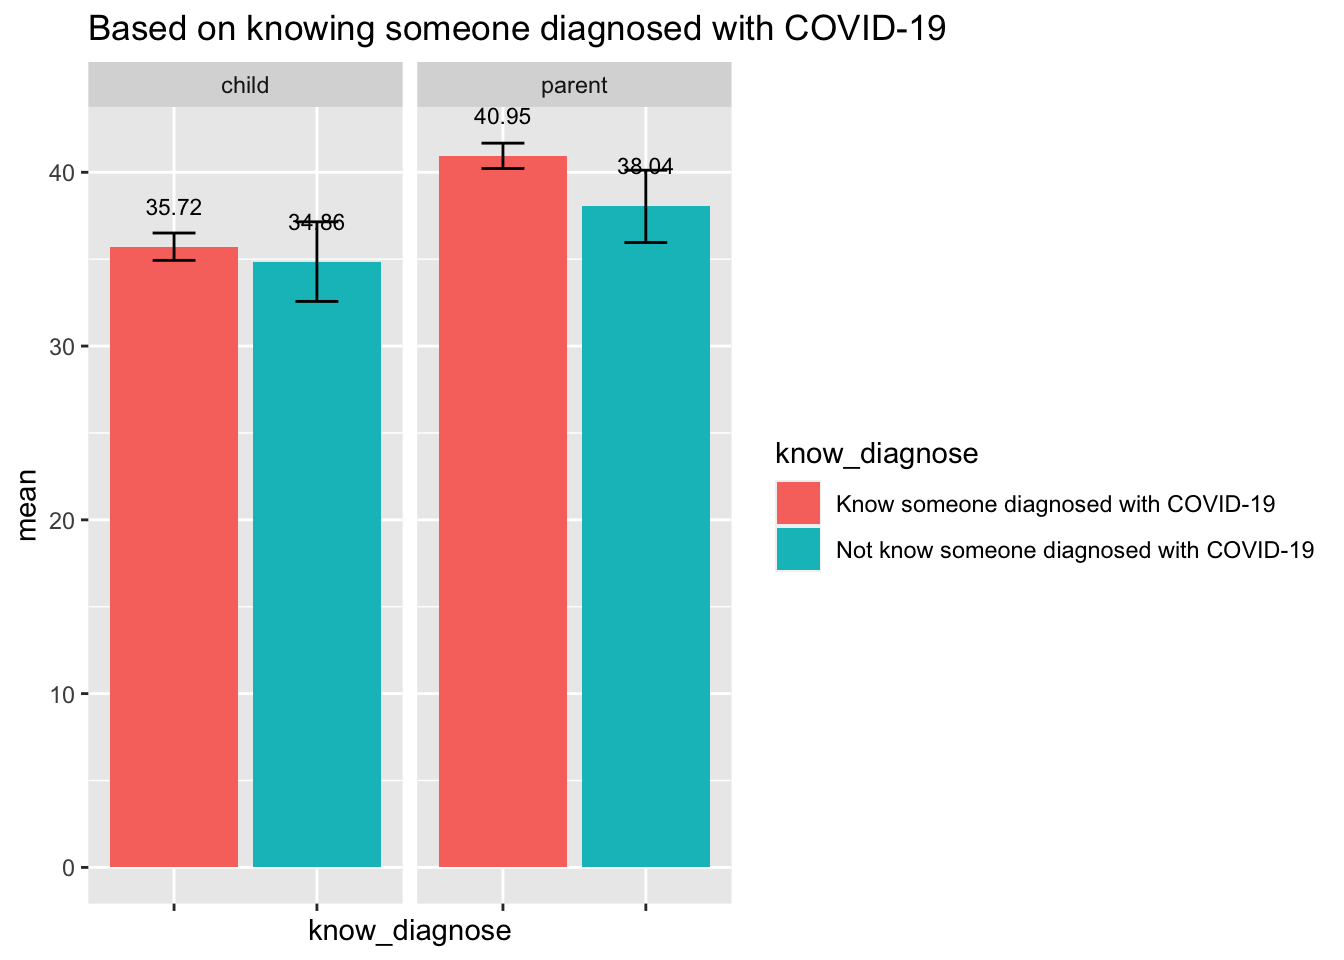 Based on knowing someone diagnosed with COVID-19
child
parent
40.95
38.04
35.72
34.86
40
30
20
10
0
mean
know_diagnose
know_diagnose
Know someone diagnosed with COVID-19
Not know someone diagnosed with COVID-19